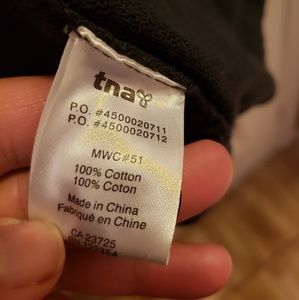 tna
P.O. #4500020711
P.O. #4500020712
MWC#51
100% Cotton
100% Coton
Made in China
Fabriqué en Chine
CA 23725